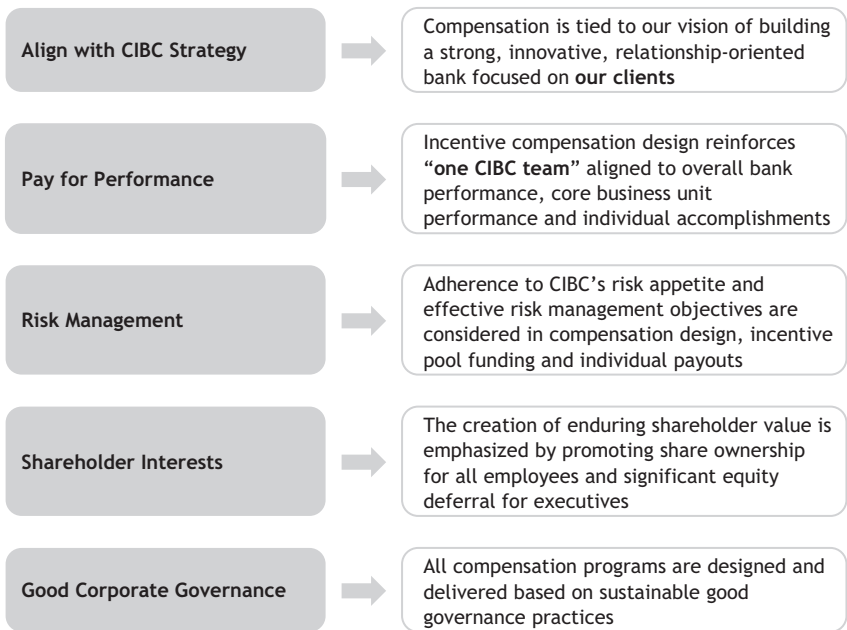 Align with CIBC Strategy
Compensation is tied to our vision of building
a strong, innovative, relationship-oriented
bank focused on our clients
Pay for Performance
Incentive compensation design reinforces
“one CIBC team” aligned to overall bank
performance, core business unit
performance and individual accomplishments
Risk Management
Adherence to CIBC’s risk appetite and
effective risk management objectives are
considered in compensation design, incentive
pool funding and individual payouts
Shareholder Interests
The creation of enduring shareholder value is
emphasized by promoting share ownership
for all employees and significant equity
deferral for executives
Good Corporate Governance
All compensation programs are designed and
delivered based on sustainable good
governance practices